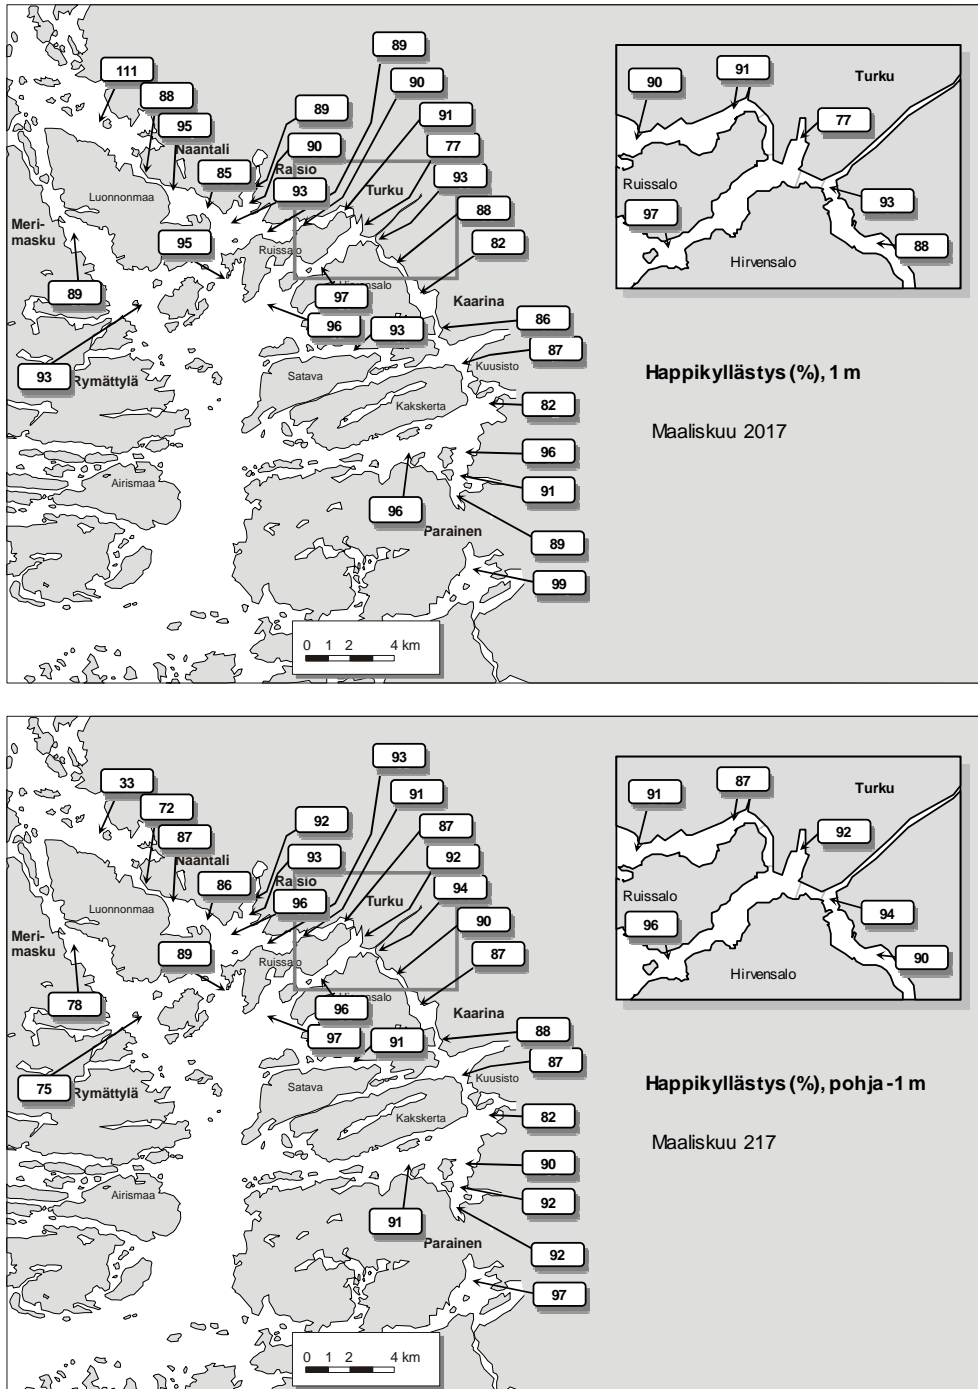 89
111
90
88
89
91
95
Naantali
90
77
85
Raisio
93
Turku
93
Luonnonmaa
88
Meri-
masku
95
Ruissalo
82
Hirvensalo
89
97
Kaarina
96
93
86
87
93
Rymättylä
Satava
Kuusisto
Kakskerta
82
96
Airismaa
91
96
Parainen
89
99
0 1 2 4 km
91
Turku
90
77
Ruissalo
93
97
88
Hirvensalo
Happikyllästys (%), 1 m
Maaliskuu 2017
93
33
91
72
92
87
87
Naantali
93
92
86
Raisio
96
Turku
94
Luonnonmaa
90
Meri-
masku
89
Ruissalo
87
Hirvensalo
78
96
Kaarina
97
91
88
87
75
Rymättylä
Satava
Kuusisto
Kakskerta
82
90
Airismaa
92
91
Parainen
92
97
0 1 2 4 km
87
Turku
91
92
Ruissalo
94
96
90
Hirvensalo
Happikyllästys (%), pohja -1 m
Maaliskuu 217